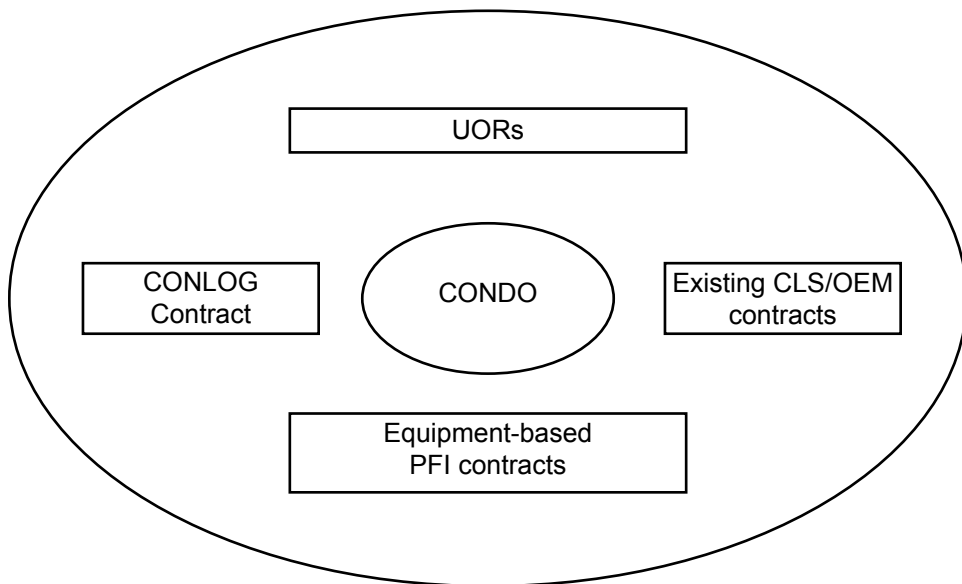 UORs
CONLOG
Contract
CONDO
Existing CLS/OEM
contracts
Equipment-based
PFI contracts